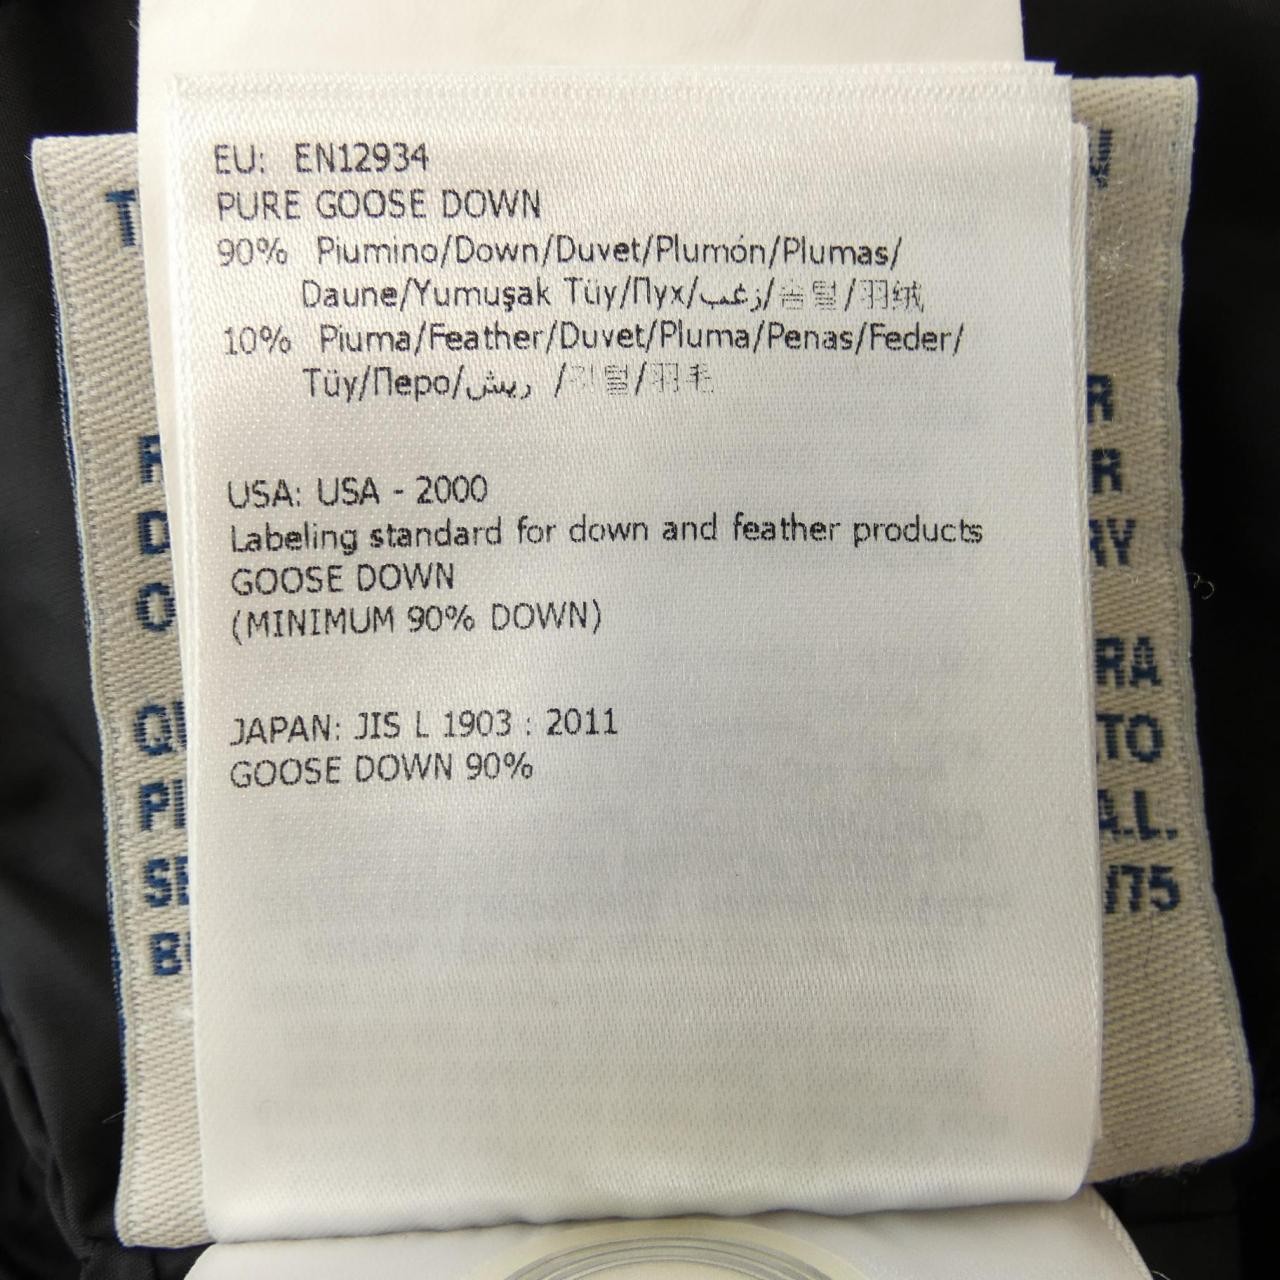 EU: EN12934
PURE GOOSE DOWN
90% Piumino/Down/Duvet/Plumón/Plumas/
Daune/Yumuşak Tüy/Пух/زغب/솜털/羽绒
10% Piuma/Feather/Duvet/Pluma/Penas/Feder/
Tüy/Перо/ريش /깃털/羽毛
USA: USA - 2000
Labeling standard for down and feather products
GOOSE DOWN
(MINIMUM 90% DOWN)
JAPAN: JIS L 1903 : 2011
GOOSE DOWN 90%